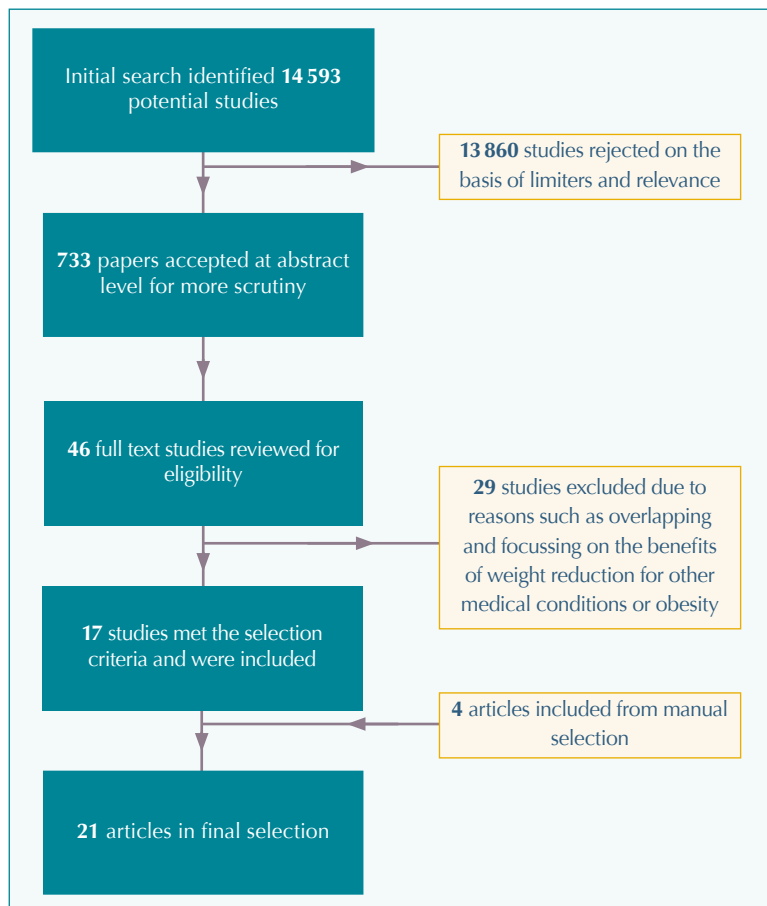 Initial search identified 14 593
potential studies
13 860 studies rejected on the
basis of limiters and relevance
733 papers accepted at abstract
level for more scrutiny
46 full text studies reviewed for
eligibility
29 studies excluded due to
reasons such as overlapping
and focussing on the benefits
of weight reduction for other
medical conditions or obesity
17 studies met the selection
criteria and were included
4 articles included from manual
selection
21 articles in final selection